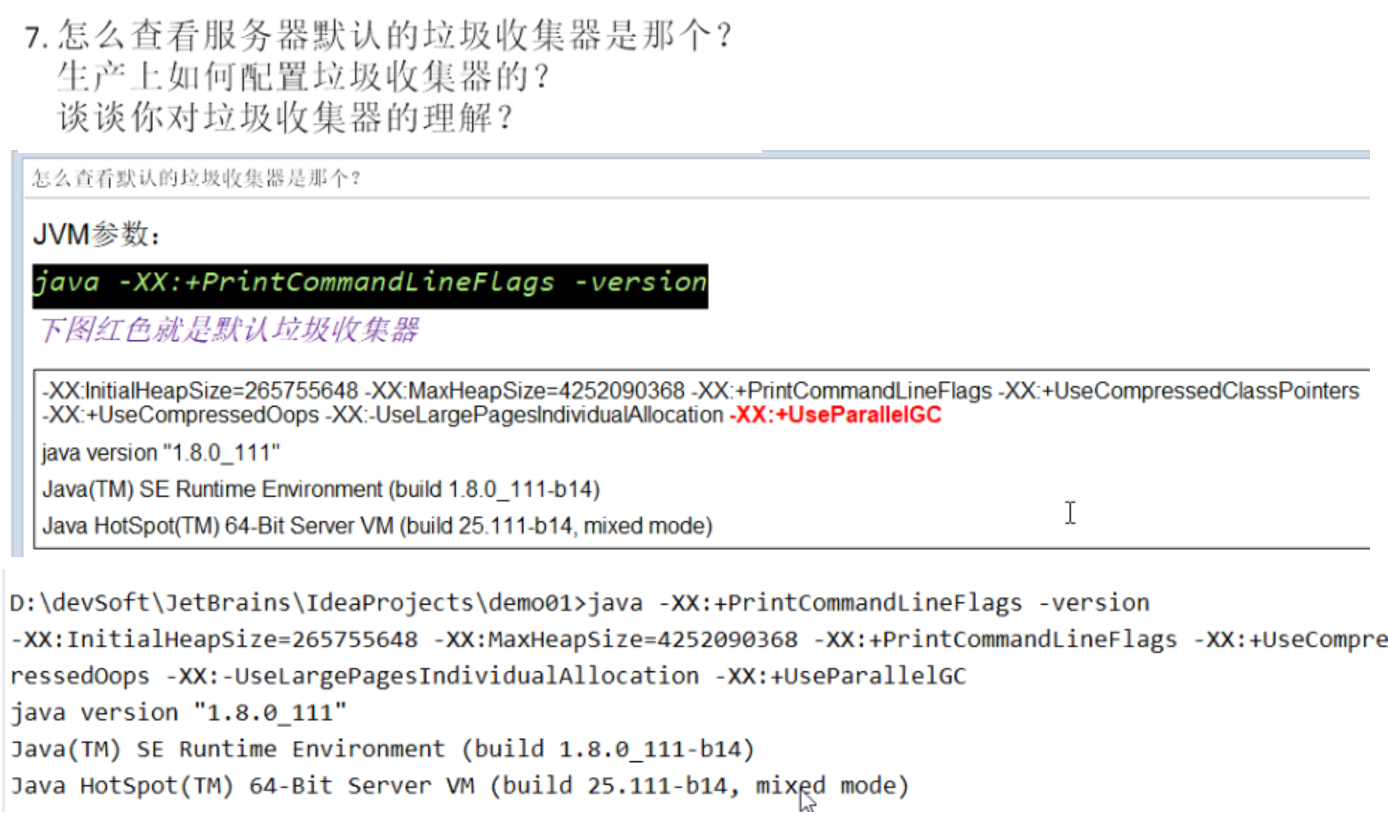 7. 怎么查看服务器默认的垃圾收集器是那个?
生产上如何配置垃圾收集器的?
谈谈你对垃圾收集器的理解?
怎么查看默认的垃圾收集器是那个?
JVM参数：
java -XX:+PrintCommandLineFlags -version
下图红色就是默认垃圾收集器
-XX:InitialHeapSize=265755648 -XX:MaxHeapSize=4252090368 -XX:+PrintCommandLineFlags -XX:+UseCompressedClassPointers
-XX:+UseCompressedOops -XX:-UseLargePagesIndividualAllocation -XX:+UseParallelGC
java version "1.8.0_111"
Java(TM) SE Runtime Environment (build 1.8.0_111-b14)
Java HotSpot(TM) 64-Bit Server VM (build 25.111-b14, mixed mode)
D:\devSoft\JetBrains\IdeaProjects\demo01>java -XX:+PrintCommandLineFlags -version
-XX:InitialHeapSize=265755648 -XX:MaxHeapSize=4252090368 -XX:+PrintCommandLineFlags -XX:+UseCompre
ressedOops -XX:-UseLargePagesIndividualAllocation -XX:+UseParallelGC
java version "1.8.0_111"
Java(TM) SE Runtime Environment (build 1.8.0_111-b14)
Java HotSpot(TM) 64-Bit Server VM (build 25.111-b14, mixed mode)